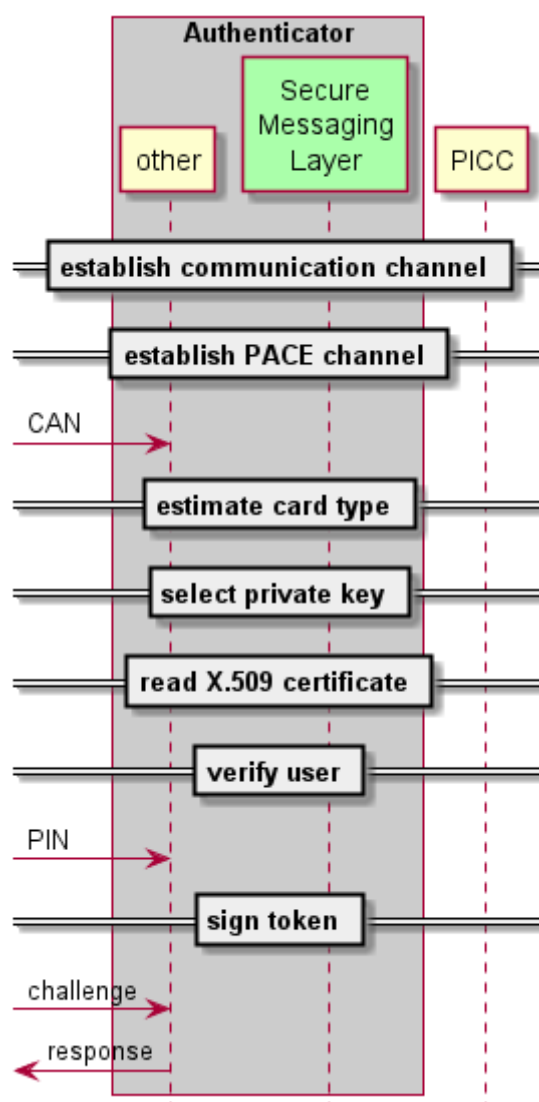 Authenticator
other
Secure
Messaging
Layer
PICC
establish communication channel
establish PACE channel
CAN
estimate card type
select private key
read X.509 certificate
verify user
PIN
sign token
challenge
response